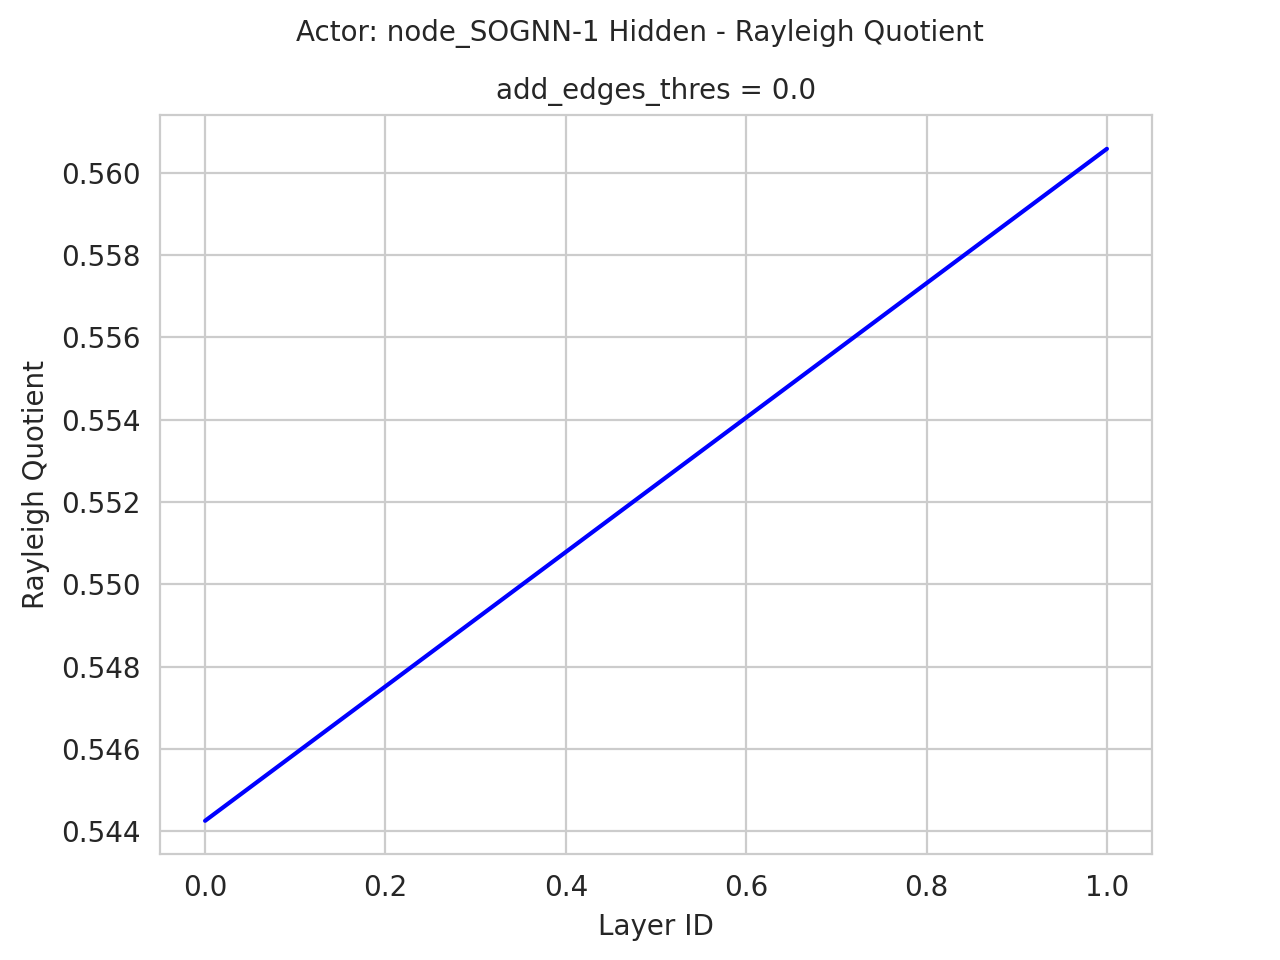 Actor: node_SOGNN-1 Hidden - Rayleigh Quotient
add_edges_thres = 0.0
0.560
0.558
0.556
0.554
0.552
0.550
0.548
0.546
0.544
Rayleigh Quotient
0.0 0.2 0.4 0.6 0.8 1.0
Layer ID